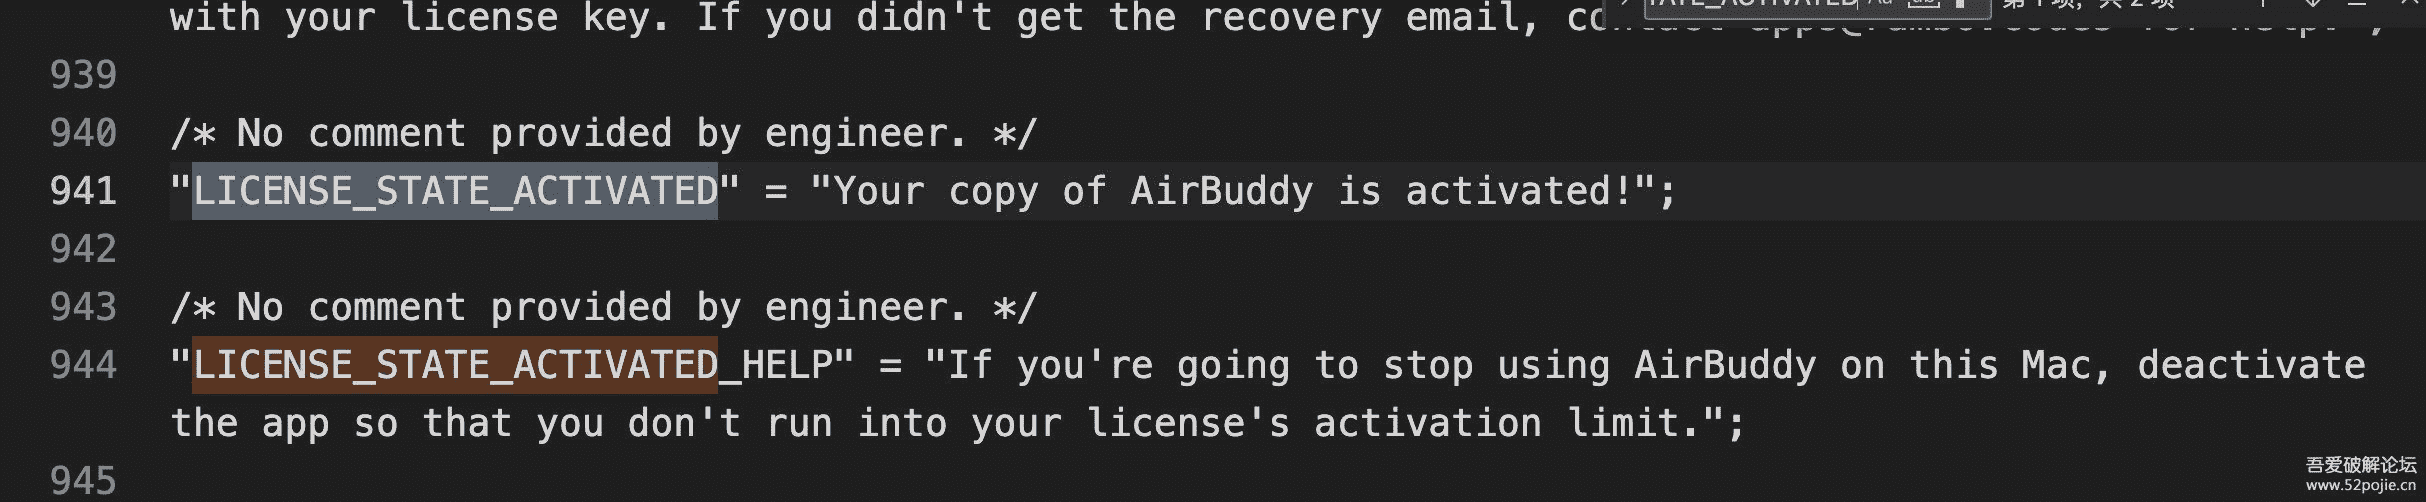 with your license key. If you didn't get the recovery email,
TATE_ACTIVATED
939
940 /* No comment provided by engineer. */
941 "LICENSE_STATE_ACTIVATED" = "Your copy of AirBuddy is activated!";
942
943 /* No comment provided by engineer. */
944 "LICENSE_STATE_ACTIVATED_HELP" = "If you're going to stop using AirBuddy on this Mac, deactivate
the app so that you don't run into your license's activation limit.";
945
吾爱破解论坛
www.52pojie.cn